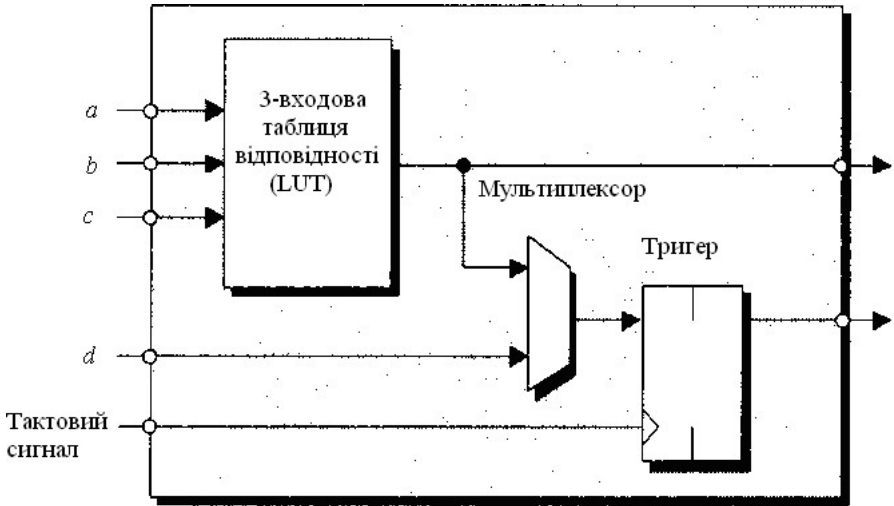 3-входова
таблиця
відповідності
(LUT)
a
b
c
Мультиплексор
Тригер
d
Тактовий
сигнал